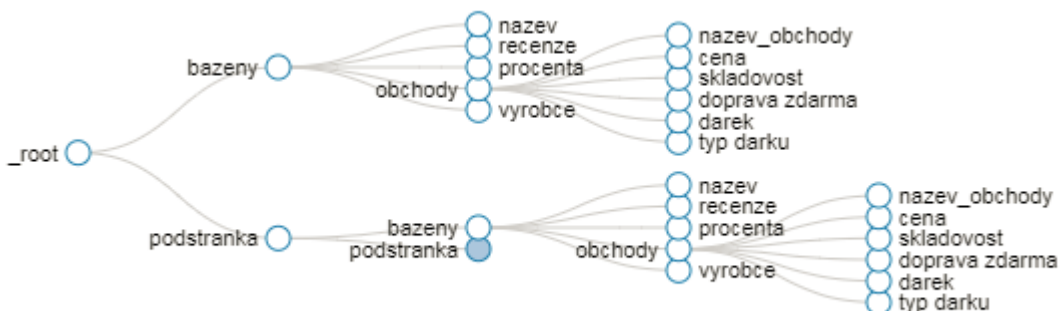 _root
bazeny
nazev
recenze
procenta
obchody
nazev_obchody
cena
skladovost
doprava zdarma
darek
typ darku
vyrobce
podstranka
bazeny
nazev
recenze
procenta
obchody
nazev_obchody
cena
skladovost
doprava zdarma
darek
typ darku
vyrobce
podstranka